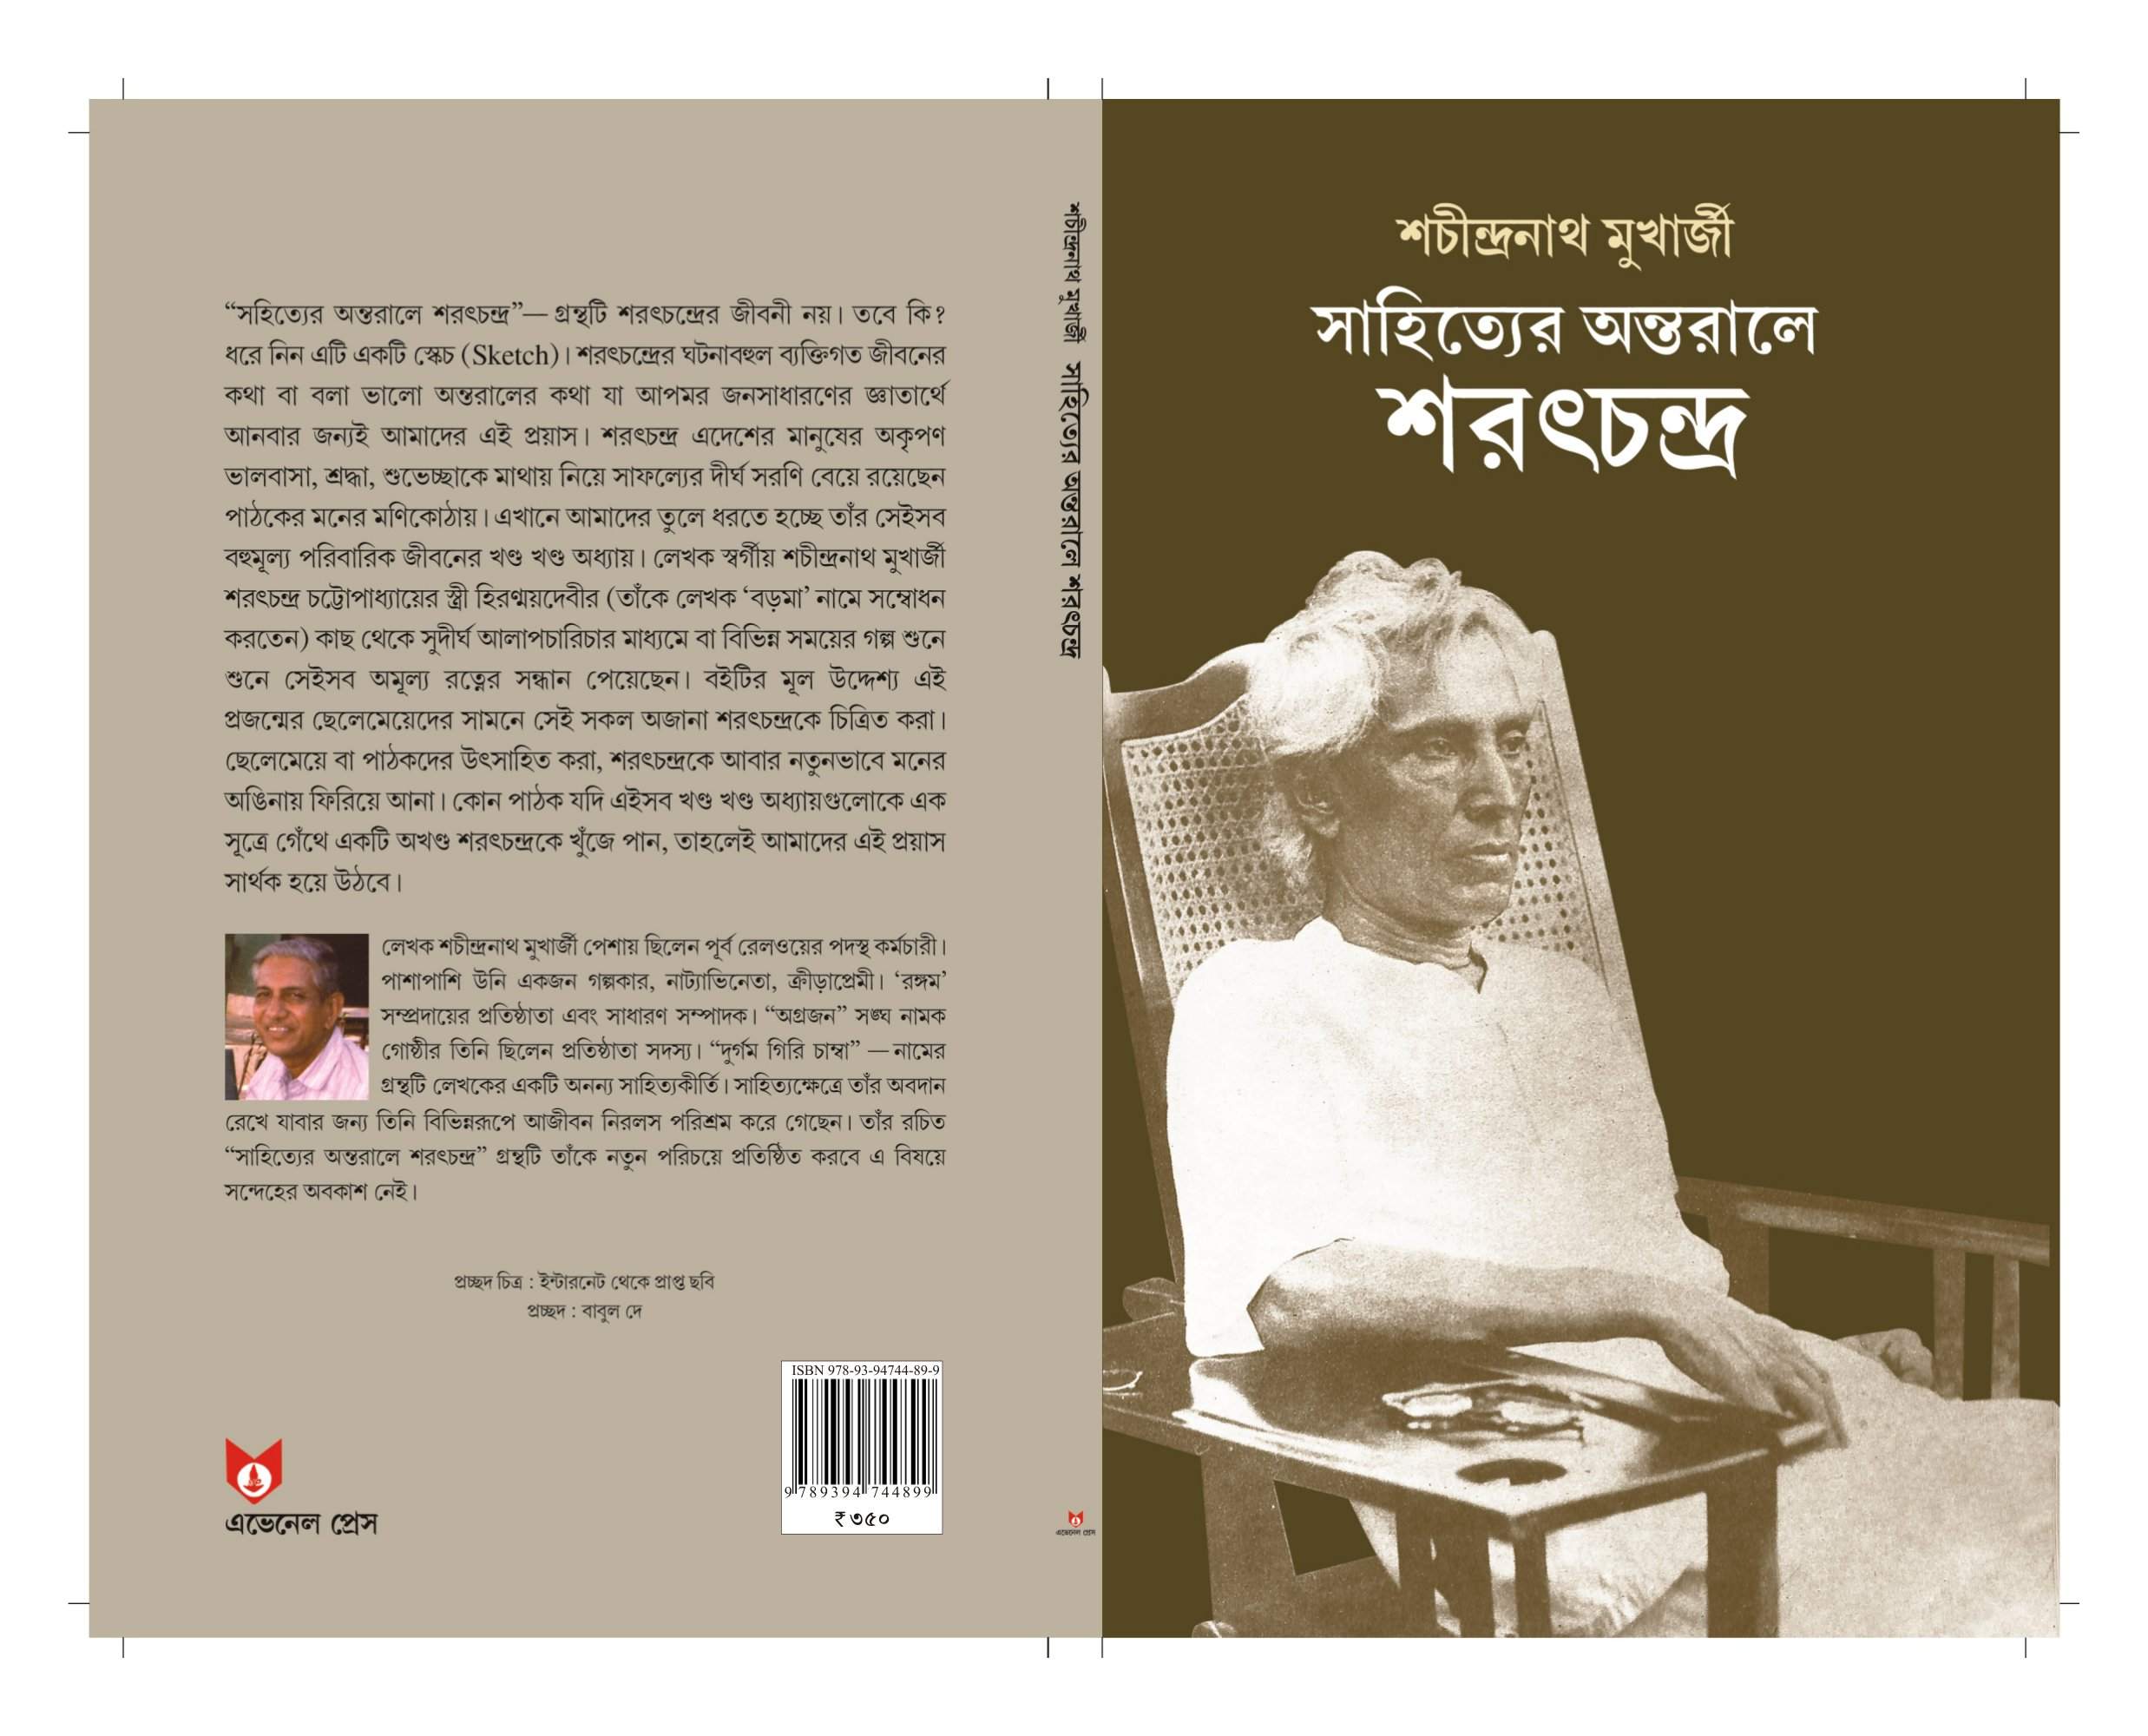 “সহিত্যের অন্তরালে শরৎচন্দ্র”— গ্রন্থটি শরৎচন্দ্রের জীবনী নয়। তবে কি?
ধরে নিন এটি একটি স্কেচ (Sketch)। শরৎচন্দ্রের ঘটনাবহুল ব্যক্তিগত জীবনের
কথা বা বলা ভালো অন্তরালের কথা যা আপমর জনসাধারণের জ্ঞাতার্থে
আনবার জন্যই আমাদের এই প্রয়াস। শরৎচন্দ্র এদেশের মানুষের অকৃপণ
ভালবাসা, শ্রদ্ধা, শুভেচ্ছাকে মাথায় নিয়ে সাফল্যের দীর্ঘ সরণি বেয়ে রয়েছেন
পাঠকের মনের মণিকোঠায়। এখানে আমাদের তুলে ধরতে হচ্ছে তাঁর সেইসব
বহুমূল্য পরিবারিক জীবনের খণ্ড খণ্ড অধ্যায়। লেখক স্বর্গীয় শচীন্দ্রনাথ মুখার্জী
শরৎচন্দ্র চট্টোপাধ্যায়ের স্ত্রী হিরণ্ময়দেবীর (তাঁকে লেখক ‘বড়মা’ নামে সম্বোধন
করতেন) কাছ থেকে সুদীর্ঘ আলাপচারিচার মাধ্যমে বা বিভিন্ন সময়ের গল্প শুনে
শুনে সেইসব অমূল্য রত্নের সন্ধান পেয়েছেন। বইটির মূল উদ্দেশ্য এই
প্রজন্মের ছেলেমেয়েদের সামনে সেই সকল অজানা শরৎচন্দ্রকে চিত্রিত করা।
ছেলেমেয়ে বা পাঠকদের উৎসাহিত করা, শরৎচন্দ্রকে আবার নতুনভাবে মনের
অঙিনায় ফিরিয়ে আনা। কোন পাঠক যদি এইসব খণ্ড খণ্ড অধ্যায়গুলোকে এক
সূত্রে গেঁথে একটি অখণ্ড শরৎচন্দ্রকে খুঁজে পান, তাহলেই আমাদের এই প্রয়াস
সার্থক হয়ে উঠবে।
লেখক শচীন্দ্রনাথ মুখার্জী পেশায় ছিলেন পূর্ব রেলওয়ের পদস্থ কর্মচারী।
পাশাপাশি উনি একজন গল্পকার, নাট্যাভিনেতা, ক্রীড়াপ্রেমী। ‘রঙ্গম’
সম্প্রদায়ের প্রতিষ্ঠাতা এবং সাধারণ সম্পাদক। “অগ্রজন” সঙ্ঘ নামক
গোষ্ঠীর তিনি ছিলেন প্রতিষ্ঠাতা সদস্য। “দুর্গম গিরি চাম্বা” — নামের
গ্রন্থটি লেখকের একটি অনন্য সাহিত্যকীর্তি। সাহিত্যক্ষেত্রে তাঁর অবদান
রেখে যাবার জন্য তিনি বিভিন্নরূপে আজীবন নিরলস পরিশ্রম করে গেছেন। তাঁর রচিত
“সাহিত্যের অন্তরালে শরৎচন্দ্র” গ্রন্থটি তাঁকে নতুন পরিচয়ে প্রতিষ্ঠিত করবে এ বিষয়ে
সন্দেহের অবকাশ নেই।
প্রচ্ছদ চিত্র : ইন্টারনেট থেকে প্রাপ্ত ছবি
প্রচ্ছদ : বাবুল দে
ISBN 978-93-94744-89-9
9 789394 744899
₹ ৩৫০
এভেনেল প্রেস
শচীন্দ্রনাথ মুখার্জী সাহিত্যের অন্তরালে শরৎচন্দ্র
এভেনেল প্রেস
শচীন্দ্রনাথ মুখার্জী
সাহিত্যের অন্তরালে
শরৎচন্দ্র